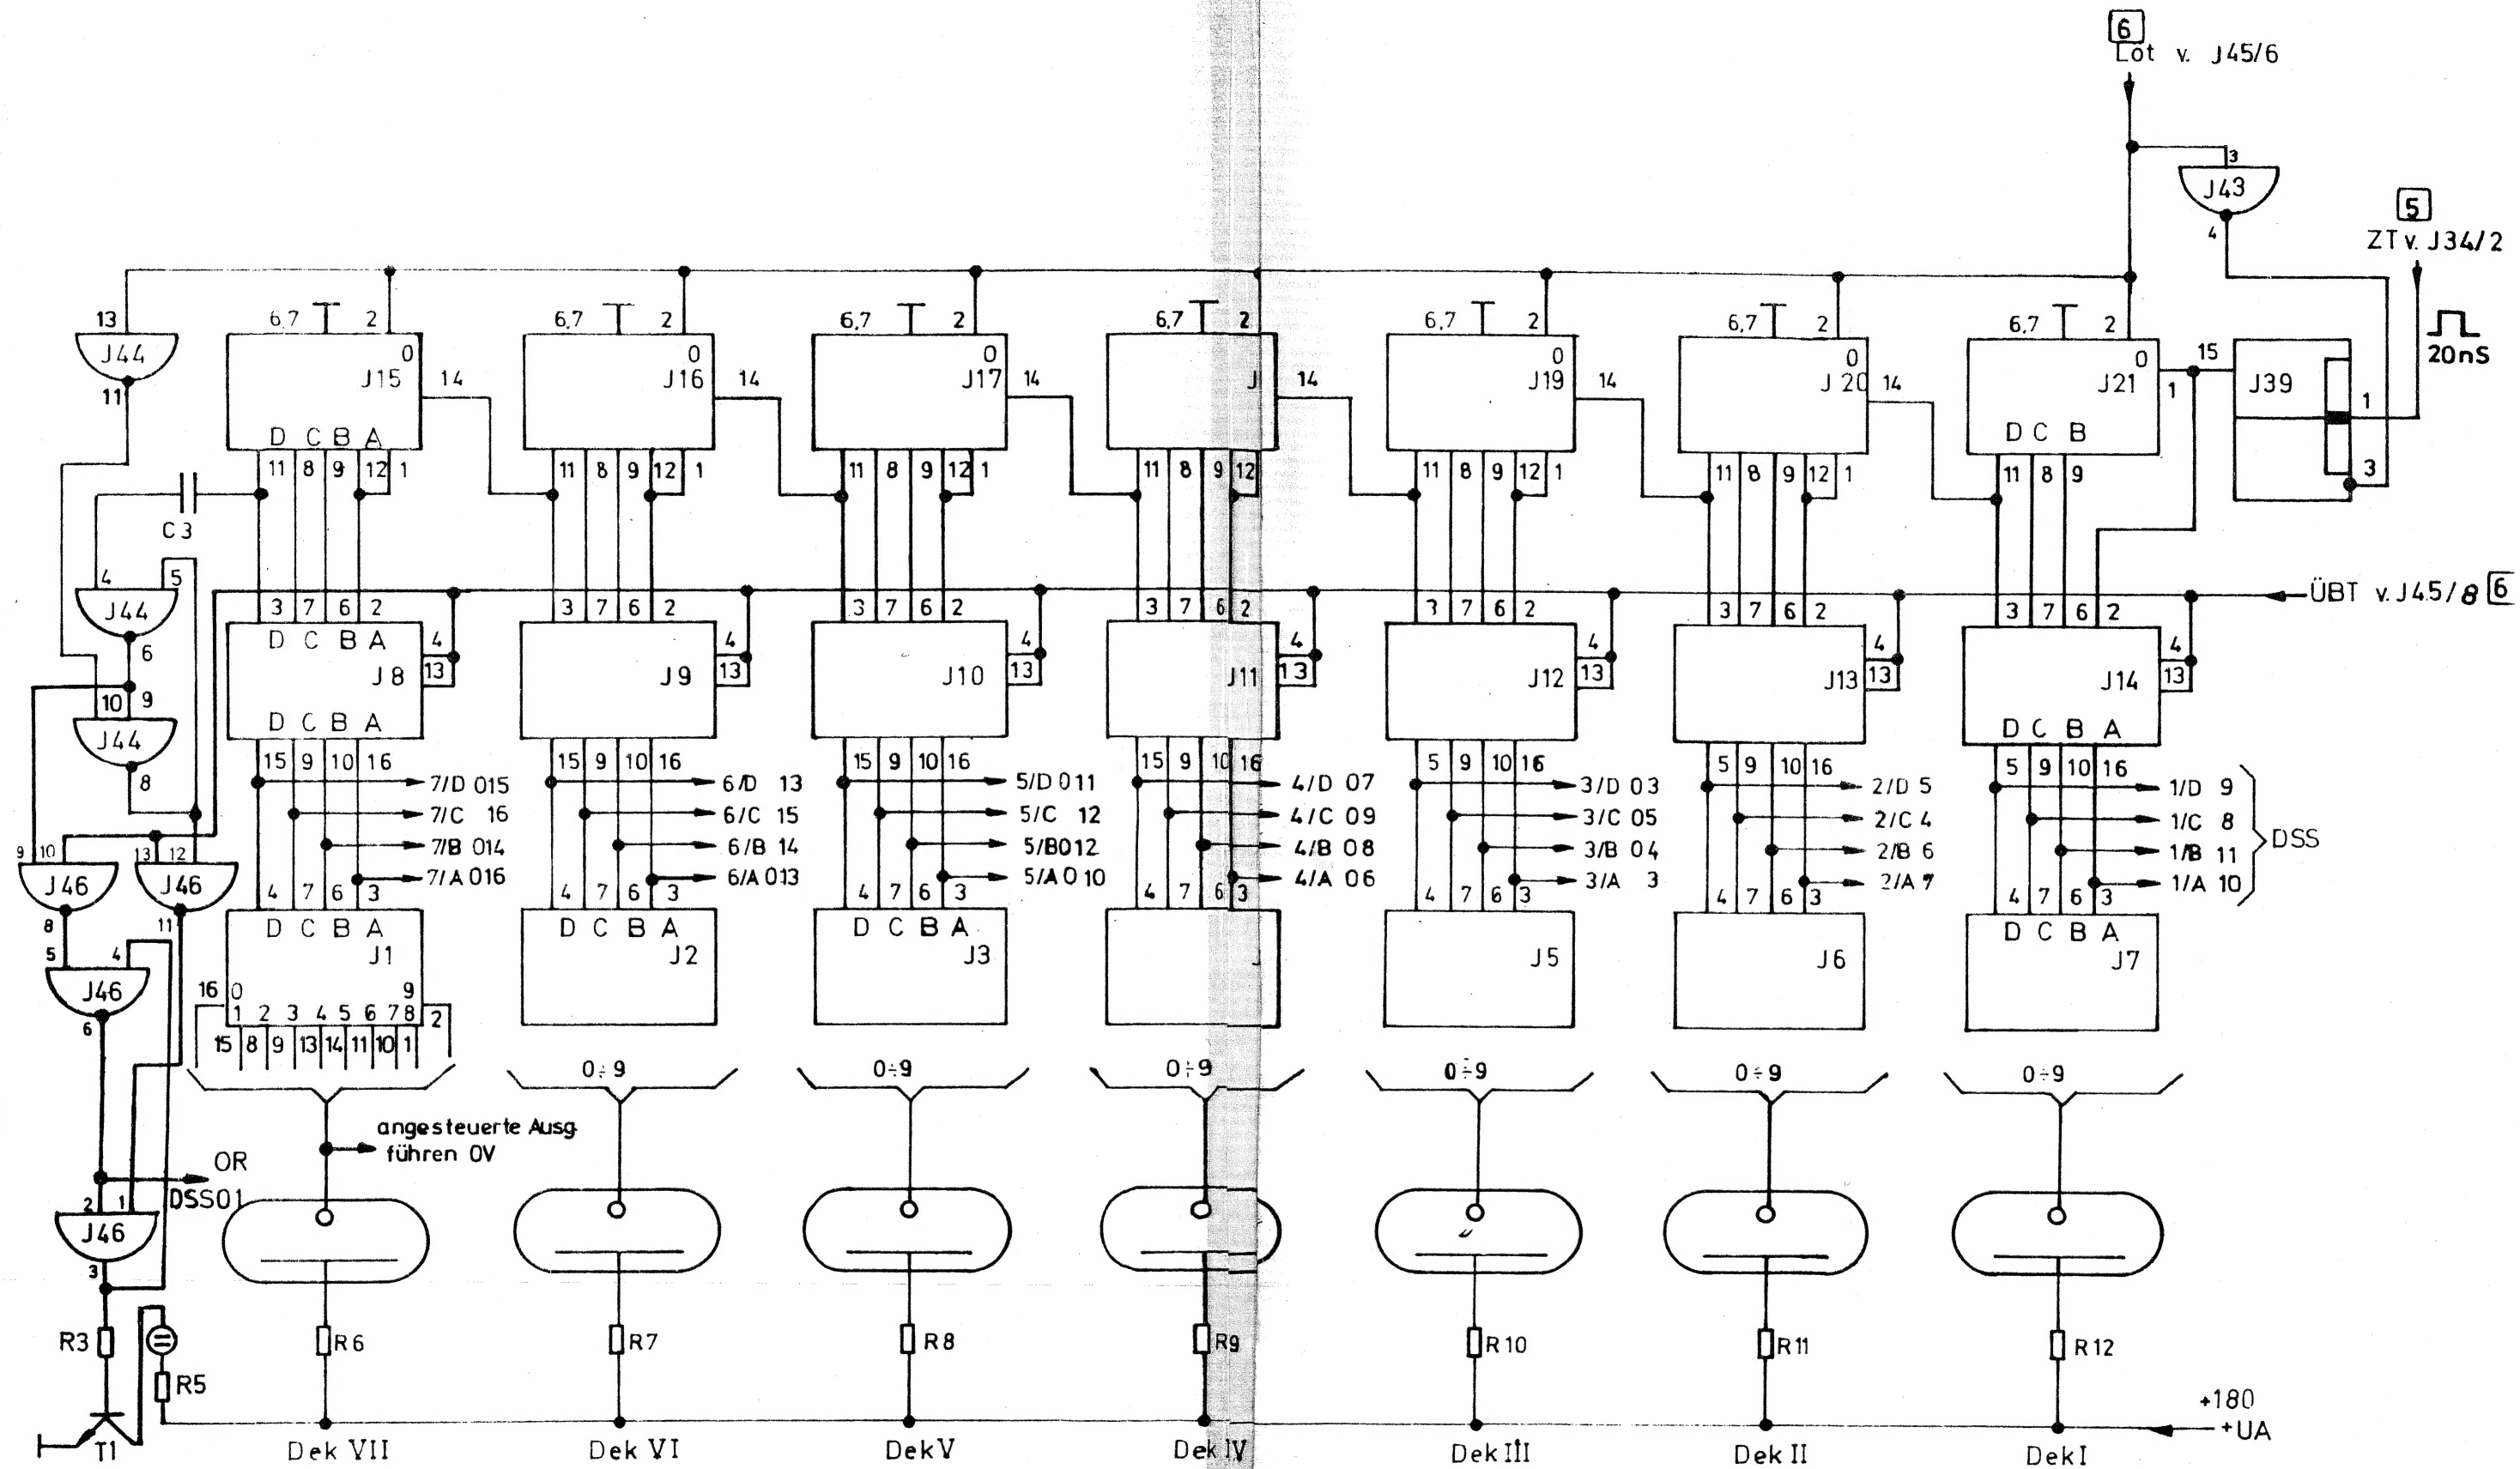 6
Lot v. J45/6
3
J43
4
5
ZT v. J34/2
20nS
13
J44
11
6,7 2
0
J15
14
D C B A
11 8 9 12 1
6,7 2
0
J16
14
11 8 9 12 1
6,7 2
0
J17
14
11 8 9 12 1
6,7 2
J
14
11 8 9 12
6,7 2
0
J19
14
11 8 9 12 1
6,7 2
0
J20
14
11 8 9 12 1
6,7 2
0
J21
1
D C B
11 8 9
15
J39
1
3
C3
4 5
J44
6
10 9
J44
8
ÜBT v. J45/8 6
3 7 6 2
D C B A
4
13
J8
D C B A
15 9 10 16
3 7 6 2
4
13
J9
15 9 10 16
3 7 6 2
4
13
J10
15 9 10 16
3 7 6 2
4
13
J11
15 9 10 16
3 7 6 2
4
13
J12
5 9 10 16
3 7 6 2
4
13
J13
5 9 10 16
3 7 6 2
4
13
J14
D C B A
5 9 10 16
7/D 015
7/C 16
7/B 014
7/A 016
6/D 13
6/C 15
6/B 14
6/A 013
5/D 011
5/C 12
5/B 012
5/A 010
4/D 07
4/C 09
4/B 08
4/A 06
3/D 03
3/C 05
3/B 04
3/A 3
2/D 5
2/C 4
2/B 6
2/A 7
1/D 9
1/C 8
1/B 11
1/A 10
DSS
9 10
J46
8
13 12
J46
11
5 4
J46
6
4 7 6 3
D C B A
J1
16 0 9
1 2 3 4 5 6 7 8 2
15 8 9 13 14 11 10 1
4 7 6 3
D C B A
J2
4 7 6 3
D C B A
J3
4 7 6 3
J
4 7 6 3
J5
4 7 6 3
J6
4 7 6 3
D C B A
J7
0÷9
0÷9
0÷9
0÷9
0÷9
0÷9
angesteuerte Ausg
führen 0V
OR
DSS01
2 1
J46
3
R3
R5
T1
R6
R7
R8
R9
R10
R11
R12
+180
+UA
Dek VII
Dek VI
Dek V
Dek IV
Dek III
Dek II
Dek I